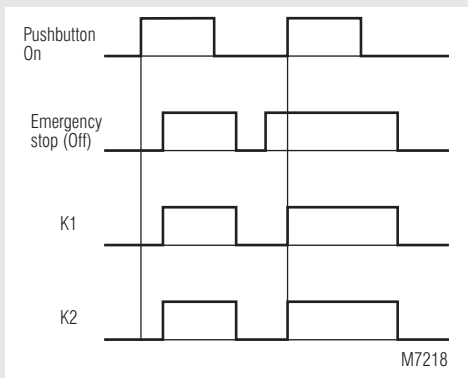 Pushbutton
On
Emergency
stop (Off)
K1
K2
M7218